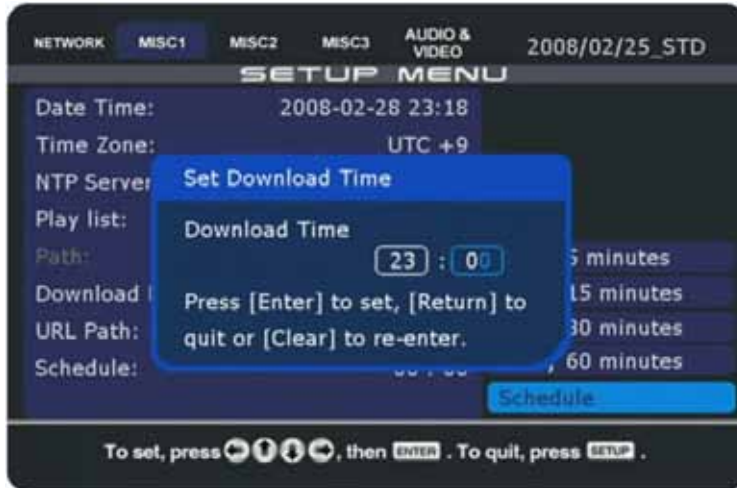 NETWORK MISC1 MISC2 MISC3 AUDIO & VIDEO 2008/02/25_STD
SETUP MENU
Date Time: 2008-02-28 23:18
Time Zone: UTC +9
NTP Server
Play list:
Path:
Download
URL Path:
Schedule:
Set Download Time
Download Time
23 : 00
Press [Enter] to set, [Return] to
quit or [Clear] to re-enter.
5 minutes
15 minutes
30 minutes
60 minutes
Schedule
To set, press , then ENTER . To quit, press SETUP .